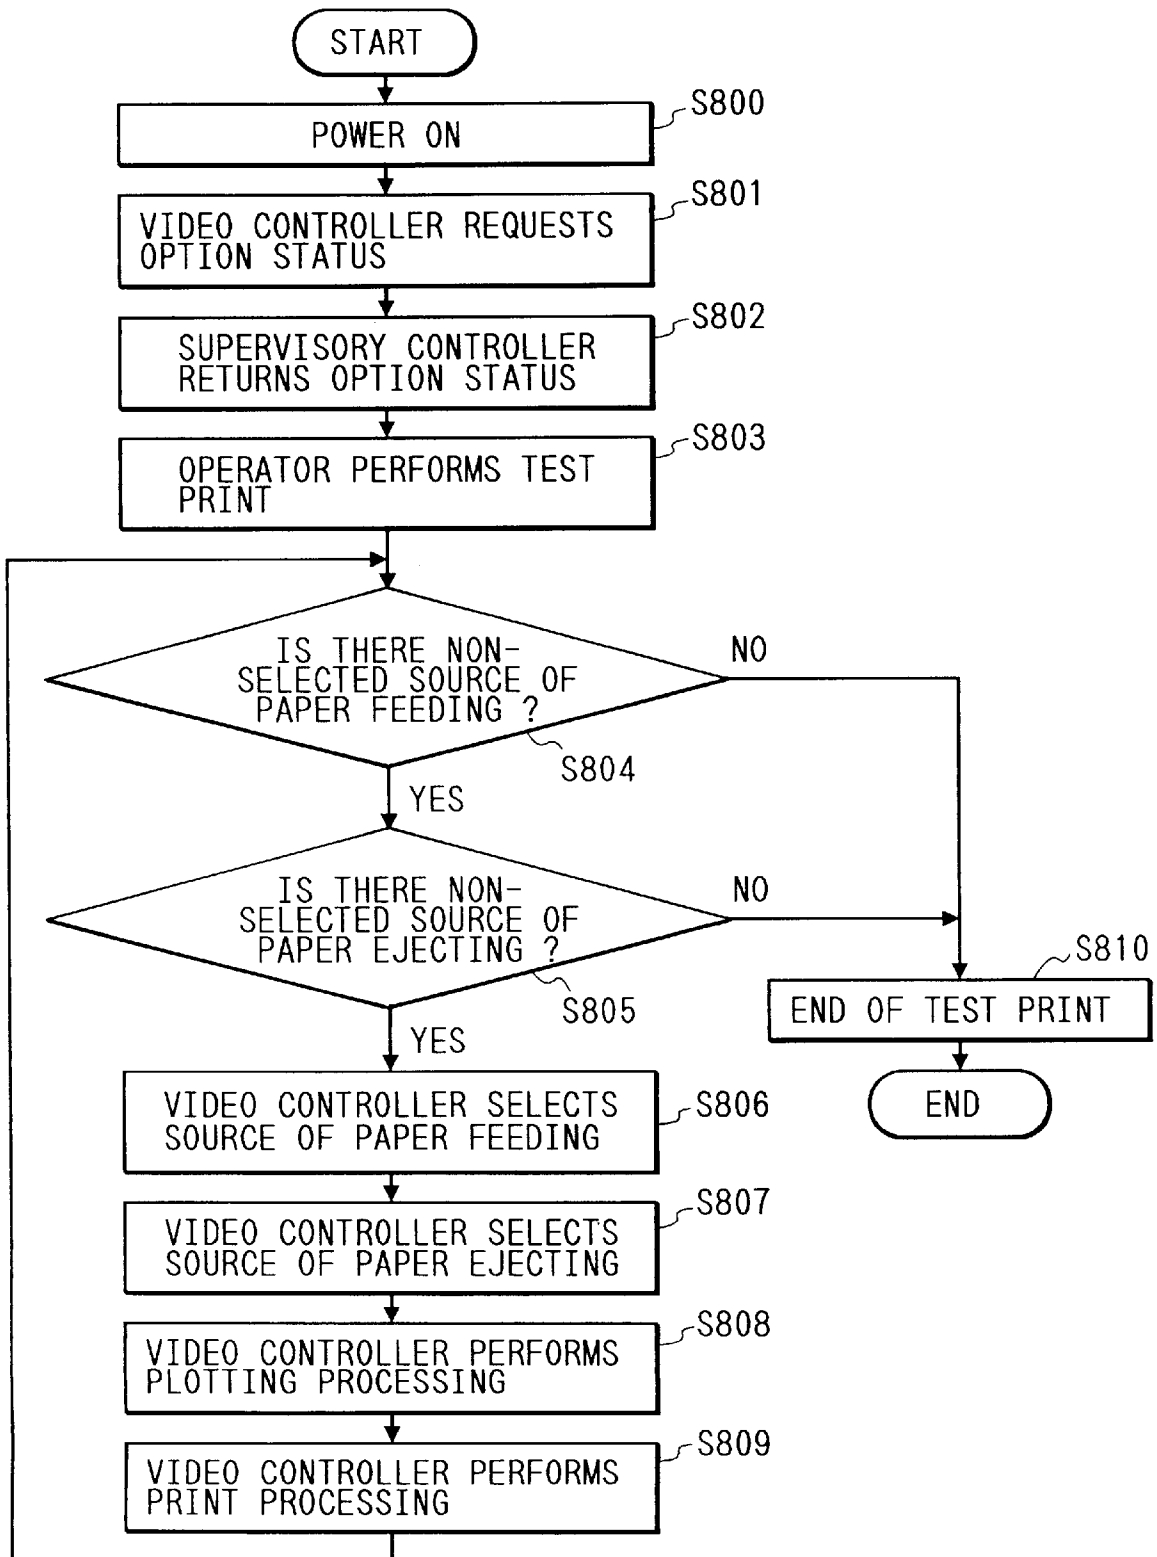 START
S800
POWER ON
S801
VIDEO CONTROLLER REQUESTS
OPTION STATUS
S802
SUPERVISORY CONTROLLER
RETURNS OPTION STATUS
S803
OPERATOR PERFORMS TEST
PRINT
IS THERE NON-
SELECTED SOURCE OF
PAPER FEEDING ?
NO
S804
YES
IS THERE NON-
SELECTED SOURCE OF
PAPER EJECTING ?
NO
S805
YES
S810
END OF TEST PRINT
END
VIDEO CONTROLLER SELECTS
SOURCE OF PAPER FEEDING
S806
VIDEO CONTROLLER SELECTS
SOURCE OF PAPER EJECTING
S807
VIDEO CONTROLLER PERFORMS
PLOTTING PROCESSING
S808
VIDEO CONTROLLER PERFORMS
PRINT PROCESSING
S809